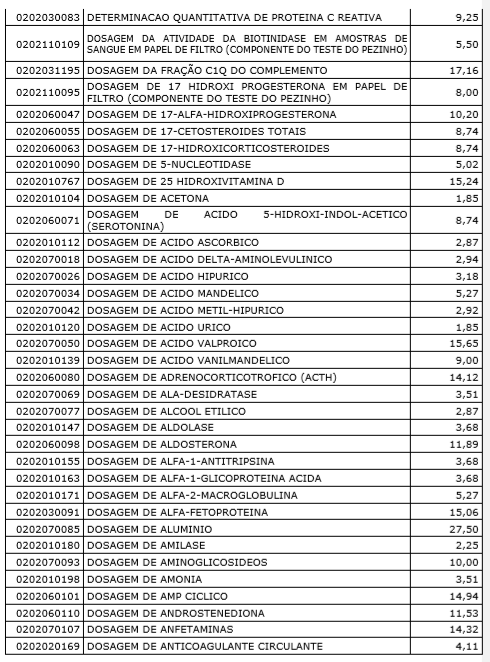 0202030083 DETERMINACAO QUANTITATIVA DE PROTEINA C REATIVA 9,25
DOSAGEM DA ATIVIDADE DA BIOTINIDASE EM AMOSTRAS DE
0202110109 SANGUE EM PAPEL DE FILTRO (COMPONENTE DO TESTE DO PEZINHO) 5,50
0202031195 DOSAGEM DA FRAÇÃO C1Q DO COMPLEMENTO 17,16
DOSAGEM DE 17 HIDROXI PROGESTERONA EM PAPEL DE
0202110095 FILTRO (COMPONENTE DO TESTE DO PEZINHO) 8,00
0202060047 DOSAGEM DE 17-ALFA-HIDROXIPROGESTERONA 10,20
0202060055 DOSAGEM DE 17-CETOSTEROIDES TOTAIS 8,74
0202060063 DOSAGEM DE 17-HIDROXICORTICOSTEROIDES 8,74
0202010090 DOSAGEM DE 5-NUCLEOTIDASE 5,02
0202010767 DOSAGEM DE 25 HIDROXIVITAMINA D 15,24
0202010104 DOSAGEM DE ACETONA 1,85
DOSAGEM DE ACIDO 5-HIDROXI-INDOL-ACETICO
0202060071 (SEROTONINA) 8,74
0202010112 DOSAGEM DE ACIDO ASCORBICO 2,87
0202070018 DOSAGEM DE ACIDO DELTA-AMINOLEVULINICO 2,94
0202070026 DOSAGEM DE ACIDO HIPURICO 3,18
0202070034 DOSAGEM DE ACIDO MANDELICO 5,27
0202070042 DOSAGEM DE ACIDO METIL-HIPURICO 2,92
0202010120 DOSAGEM DE ACIDO URICO 1,85
0202070050 DOSAGEM DE ACIDO VALPROICO 15,65
0202010139 DOSAGEM DE ACIDO VANILMANDELICO 9,00
0202060080 DOSAGEM DE ADRENOCORTICOTROFICO (ACTH) 14,12
0202070069 DOSAGEM DE ALA-DESIDRATASE 3,51
0202070077 DOSAGEM DE ALCOOL ETILICO 2,87
0202010147 DOSAGEM DE ALDOLASE 3,68
0202060098 DOSAGEM DE ALDOSTERONA 11,89
0202010155 DOSAGEM DE ALFA-1-ANTITRIPSINA 3,68
0202010163 DOSAGEM DE ALFA-1-GLICOPROTEINA ACIDA 3,68
0202010171 DOSAGEM DE ALFA-2-MACROGLOBULINA 5,27
0202030091 DOSAGEM DE ALFA-FETOPROTEINA 15,06
0202070085 DOSAGEM DE ALUMINIO 27,50
0202010180 DOSAGEM DE AMILASE 2,25
0202070093 DOSAGEM DE AMINOGLICOSIDEOS 10,00
0202010198 DOSAGEM DE AMONIA 3,51
0202060101 DOSAGEM DE AMP CICLICO 14,94
0202060110 DOSAGEM DE ANDROSTENEDIONA 11,53
0202070107 DOSAGEM DE ANFETAMINAS 14,32
0202020169 DOSAGEM DE ANTICOAGULANTE CIRCULANTE 4,11